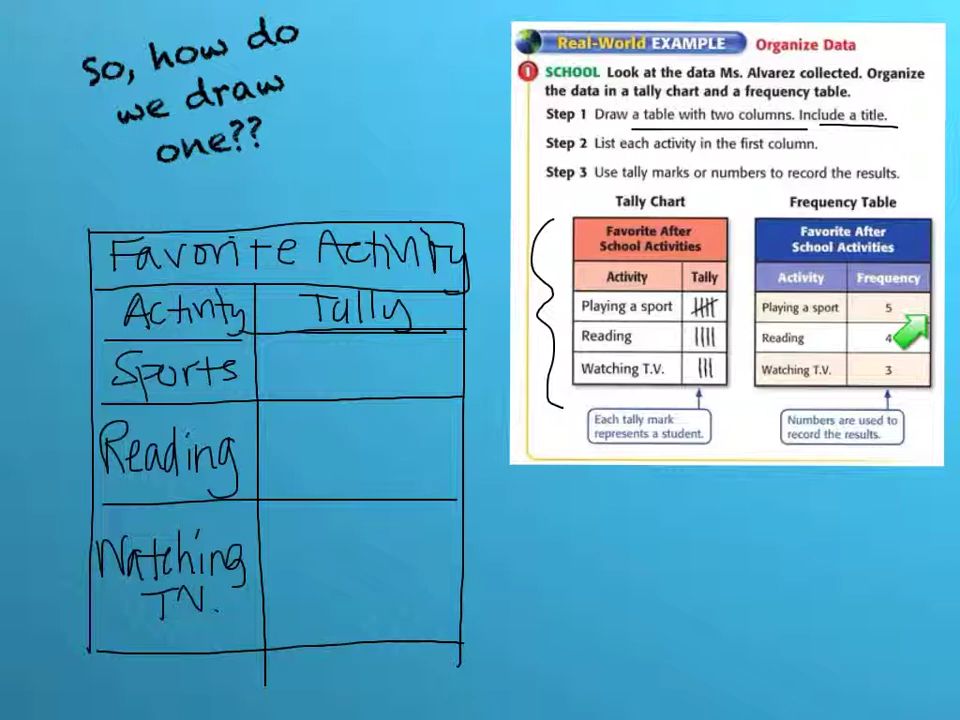 So, how do
we draw
one??
Favorite Activity
Activity Tally
Sports
Reading
Watching
T.V.
Real-World EXAMPLE Organize Data
1 SCHOOL Look at the data Ms. Alvarez collected. Organize
the data in a tally chart and a frequency table.
Step 1 Draw a table with two columns. Include a title.
Step 2 List each activity in the first column.
Step 3 Use tally marks or numbers to record the results.
Tally Chart
Favorite After
School Activities
Activity Tally
Playing a sport
Reading
Watching T.V.
Each tally mark
represents a student.
Frequency Table
Favorite After
School Activities
Activity Frequency
Playing a sport 5
Reading 4
Watching T.V. 3
Numbers are used to
record the results.